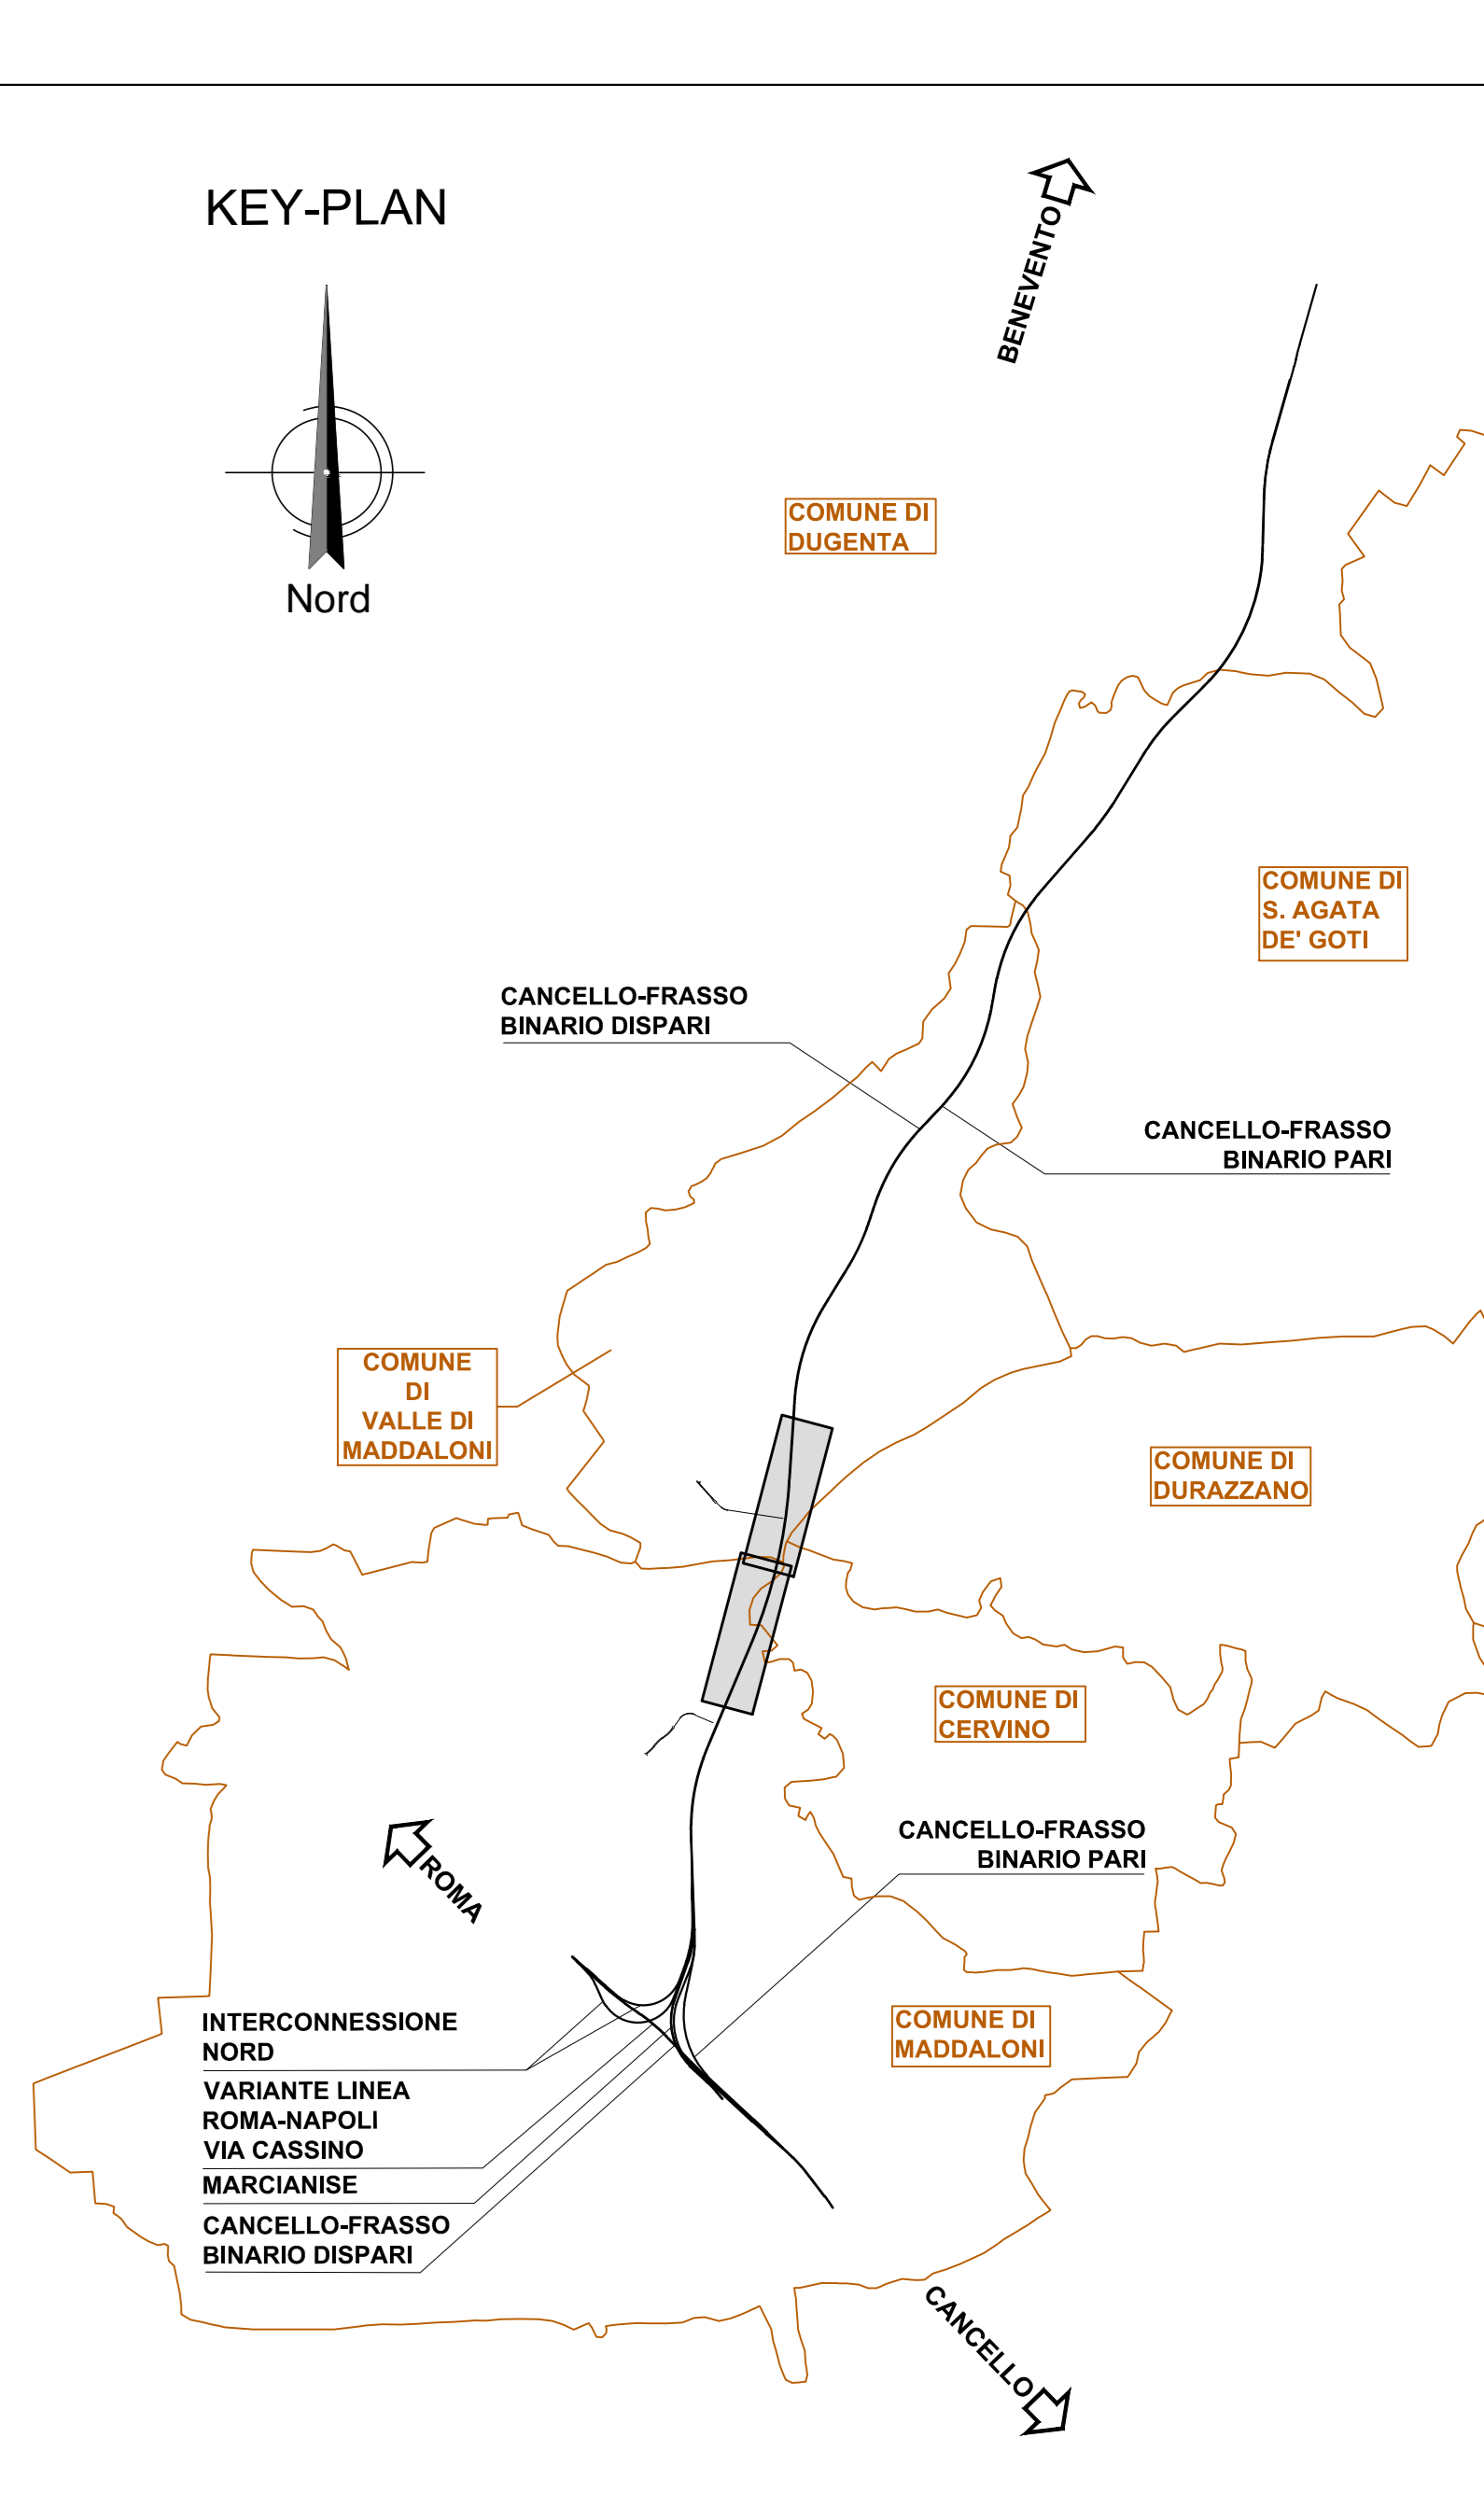 KEY-PLAN
BENEVENTO
Nord
COMUNE DI
DUGENTA
COMUNE DI
S. AGATA
DE' GOTI
CANCELLO-FRASSO
BINARIO DISPARI
CANCELLO-FRASSO
BINARIO PARI
COMUNE
DI
VALLE DI
MADDALONI
COMUNE DI
DURAZZANO
COMUNE DI
CERVINO
CANCELLO-FRASSO
BINARIO PARI
ROMA
INTERCONNESSIONE
NORD
COMUNE DI
MADDALONI
VARIANTE LINEA
ROMA-NAPOLI
VIA CASSINO
MARCIANISE
CANCELLO-FRASSO
BINARIO DISPARI
CANCELLO